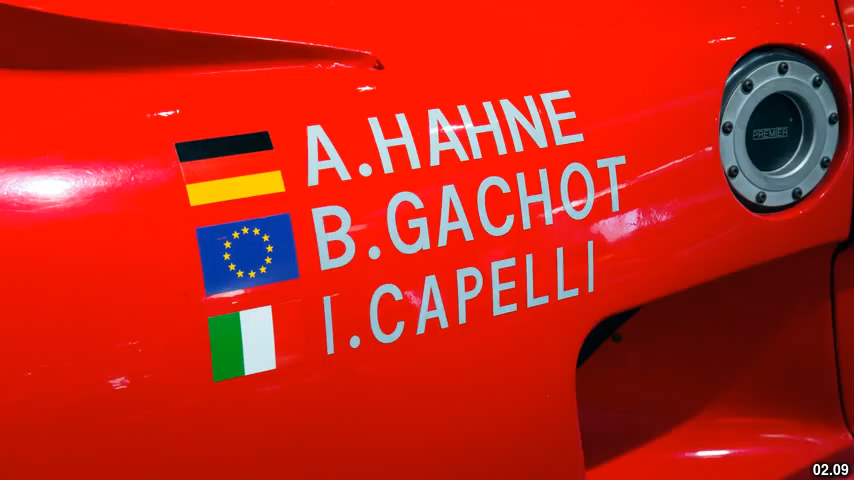 A.HAHNE
B.GACHOT
I.CAPELLI
PREMIER
02.09